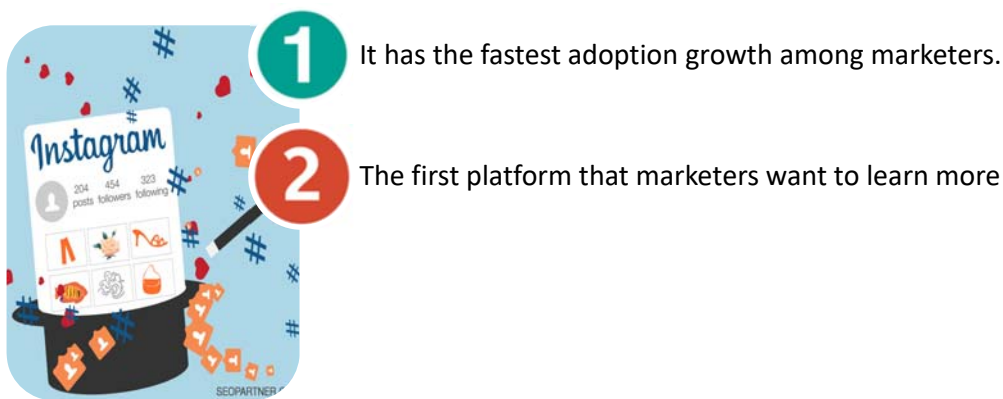 1
It has the fastest adoption growth among marketers.
2
The first platform that marketers want to learn more
Instagram
204 454 323
posts followers following
# # # # # # # # # #
SEOPARTNER